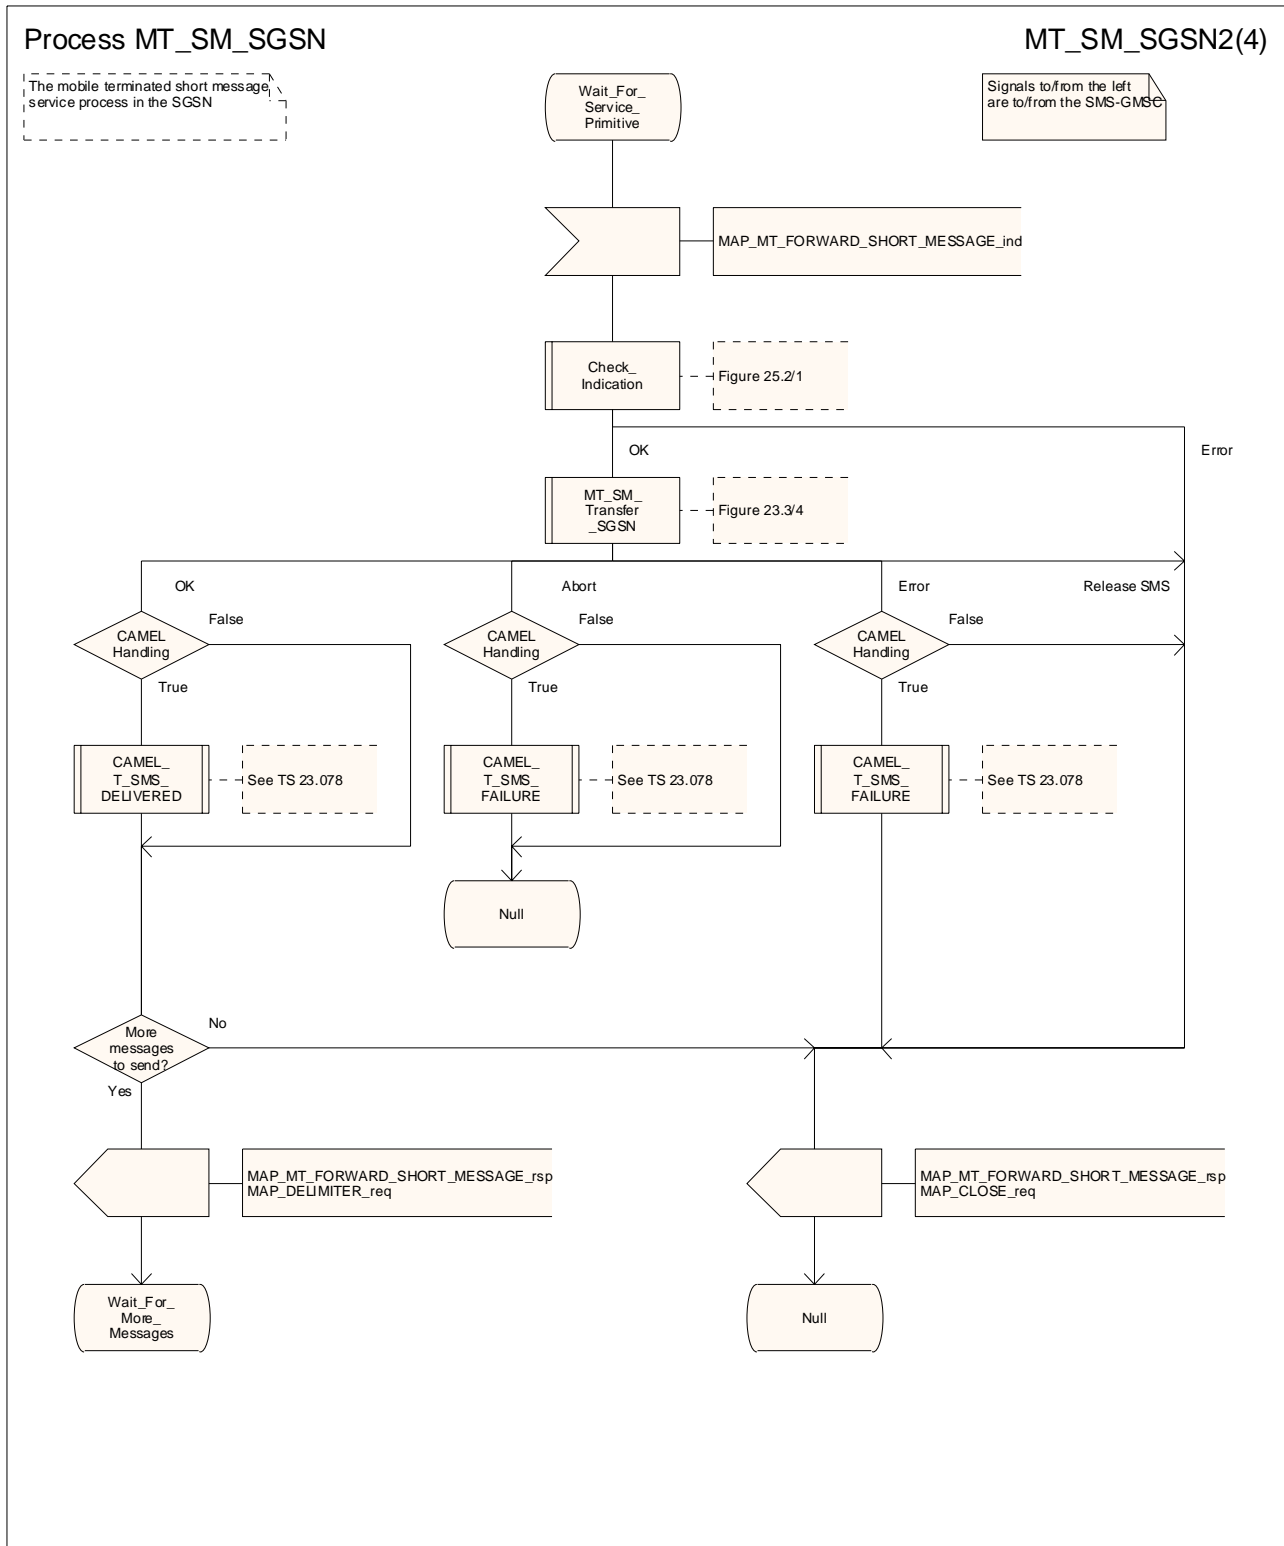 Process MT_SM_SGSN
MT_SM_SGSN2(4)
The mobile terminated short message
service process in the SGSN
Wait_For_
Service_
Primitive
Signals to/from the left
are to/from the SMS-GMSC
MAP_MT_FORWARD_SHORT_MESSAGE_ind
Check_
Indication
Figure 25.2/1
OK
Error
MT_SM_
Transfer
_SGSN
Figure 23.3/4
OK
Abort
Error
Release SMS
CAMEL
Handling
False
CAMEL
Handling
False
CAMEL
Handling
False
True
True
True
CAMEL_
T_SMS_
DELIVERED
See TS 23.078
CAMEL_
T_SMS_
FAILURE
See TS 23.078
CAMEL_
T_SMS_
FAILURE
See TS 23.078
Null
More
messages
to send?
No
Yes
MAP_MT_FORWARD_SHORT_MESSAGE_rsp
MAP_DELIMITER_req
MAP_MT_FORWARD_SHORT_MESSAGE_rsp
MAP_CLOSE_req
Wait_For_
More_
Messages
Null